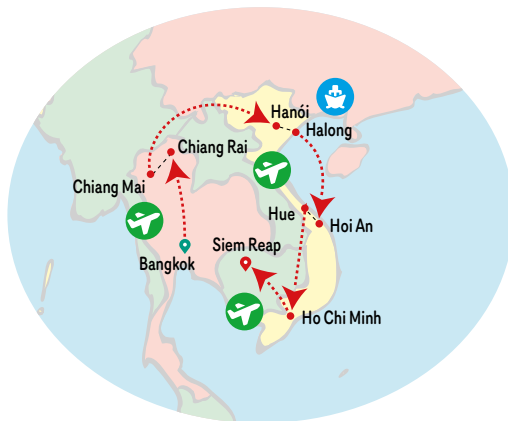 Hanói
Halong
Chiang Rai
Chiang Mai
Hue
Hoi An
Siem Reap
Bangkok
Ho Chi Minh